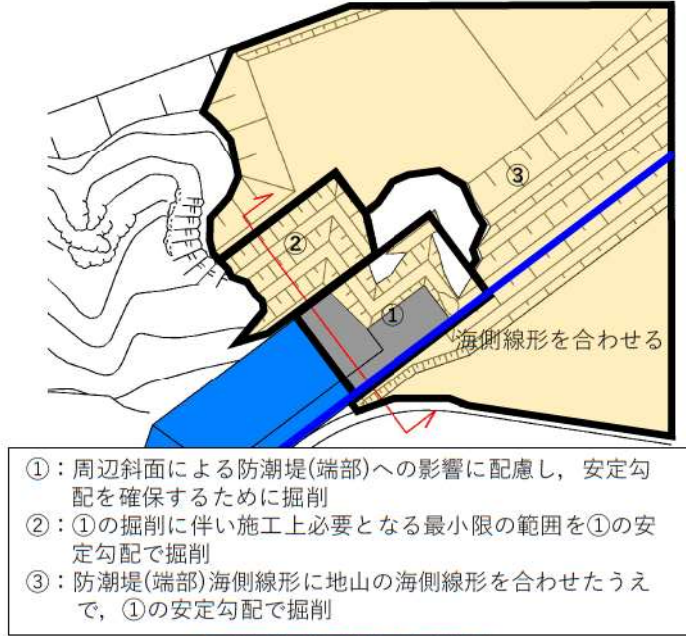 ③
②
①
海側線形を合わせる
①：周辺斜面による防潮堤(端部)への影響に配慮し，安定勾
配を確保するために掘削
②：①の掘削に伴い施工上必要となる最小限の範囲を①の安
定勾配で掘削
③：防潮堤(端部)海側線形に地山の海側線形を合わせたうえ
で，①の安定勾配で掘削